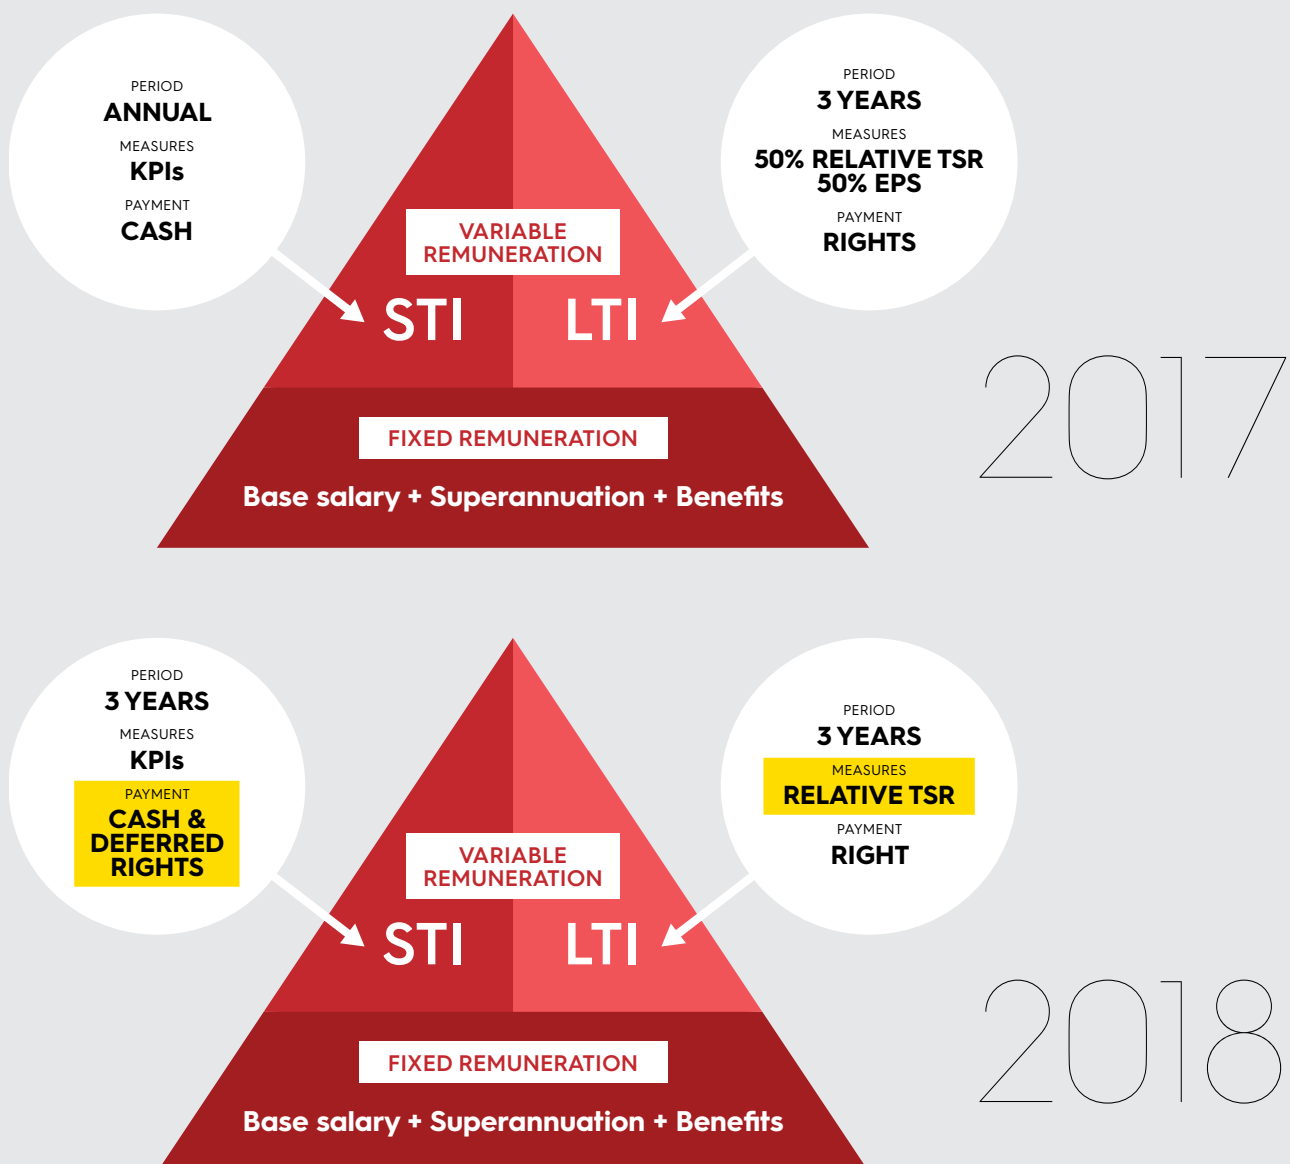 PERIOD
ANNUAL
MEASURES
KPIs
PAYMENT
CASH
PERIOD
3 YEARS
MEASURES
50% RELATIVE TSR
50% EPS
PAYMENT
RIGHTS
VARIABLE
REMUNERATION
STI
LTI
FIXED REMUNERATION
Base salary + Superannuation + Benefits
2017
PERIOD
3 YEARS
MEASURES
KPIs
PAYMENT
CASH &
DEFERRED
RIGHTS
PERIOD
3 YEARS
MEASURES
RELATIVE TSR
PAYMENT
RIGHT
VARIABLE
REMUNERATION
STI
LTI
FIXED REMUNERATION
Base salary + Superannuation + Benefits
2018